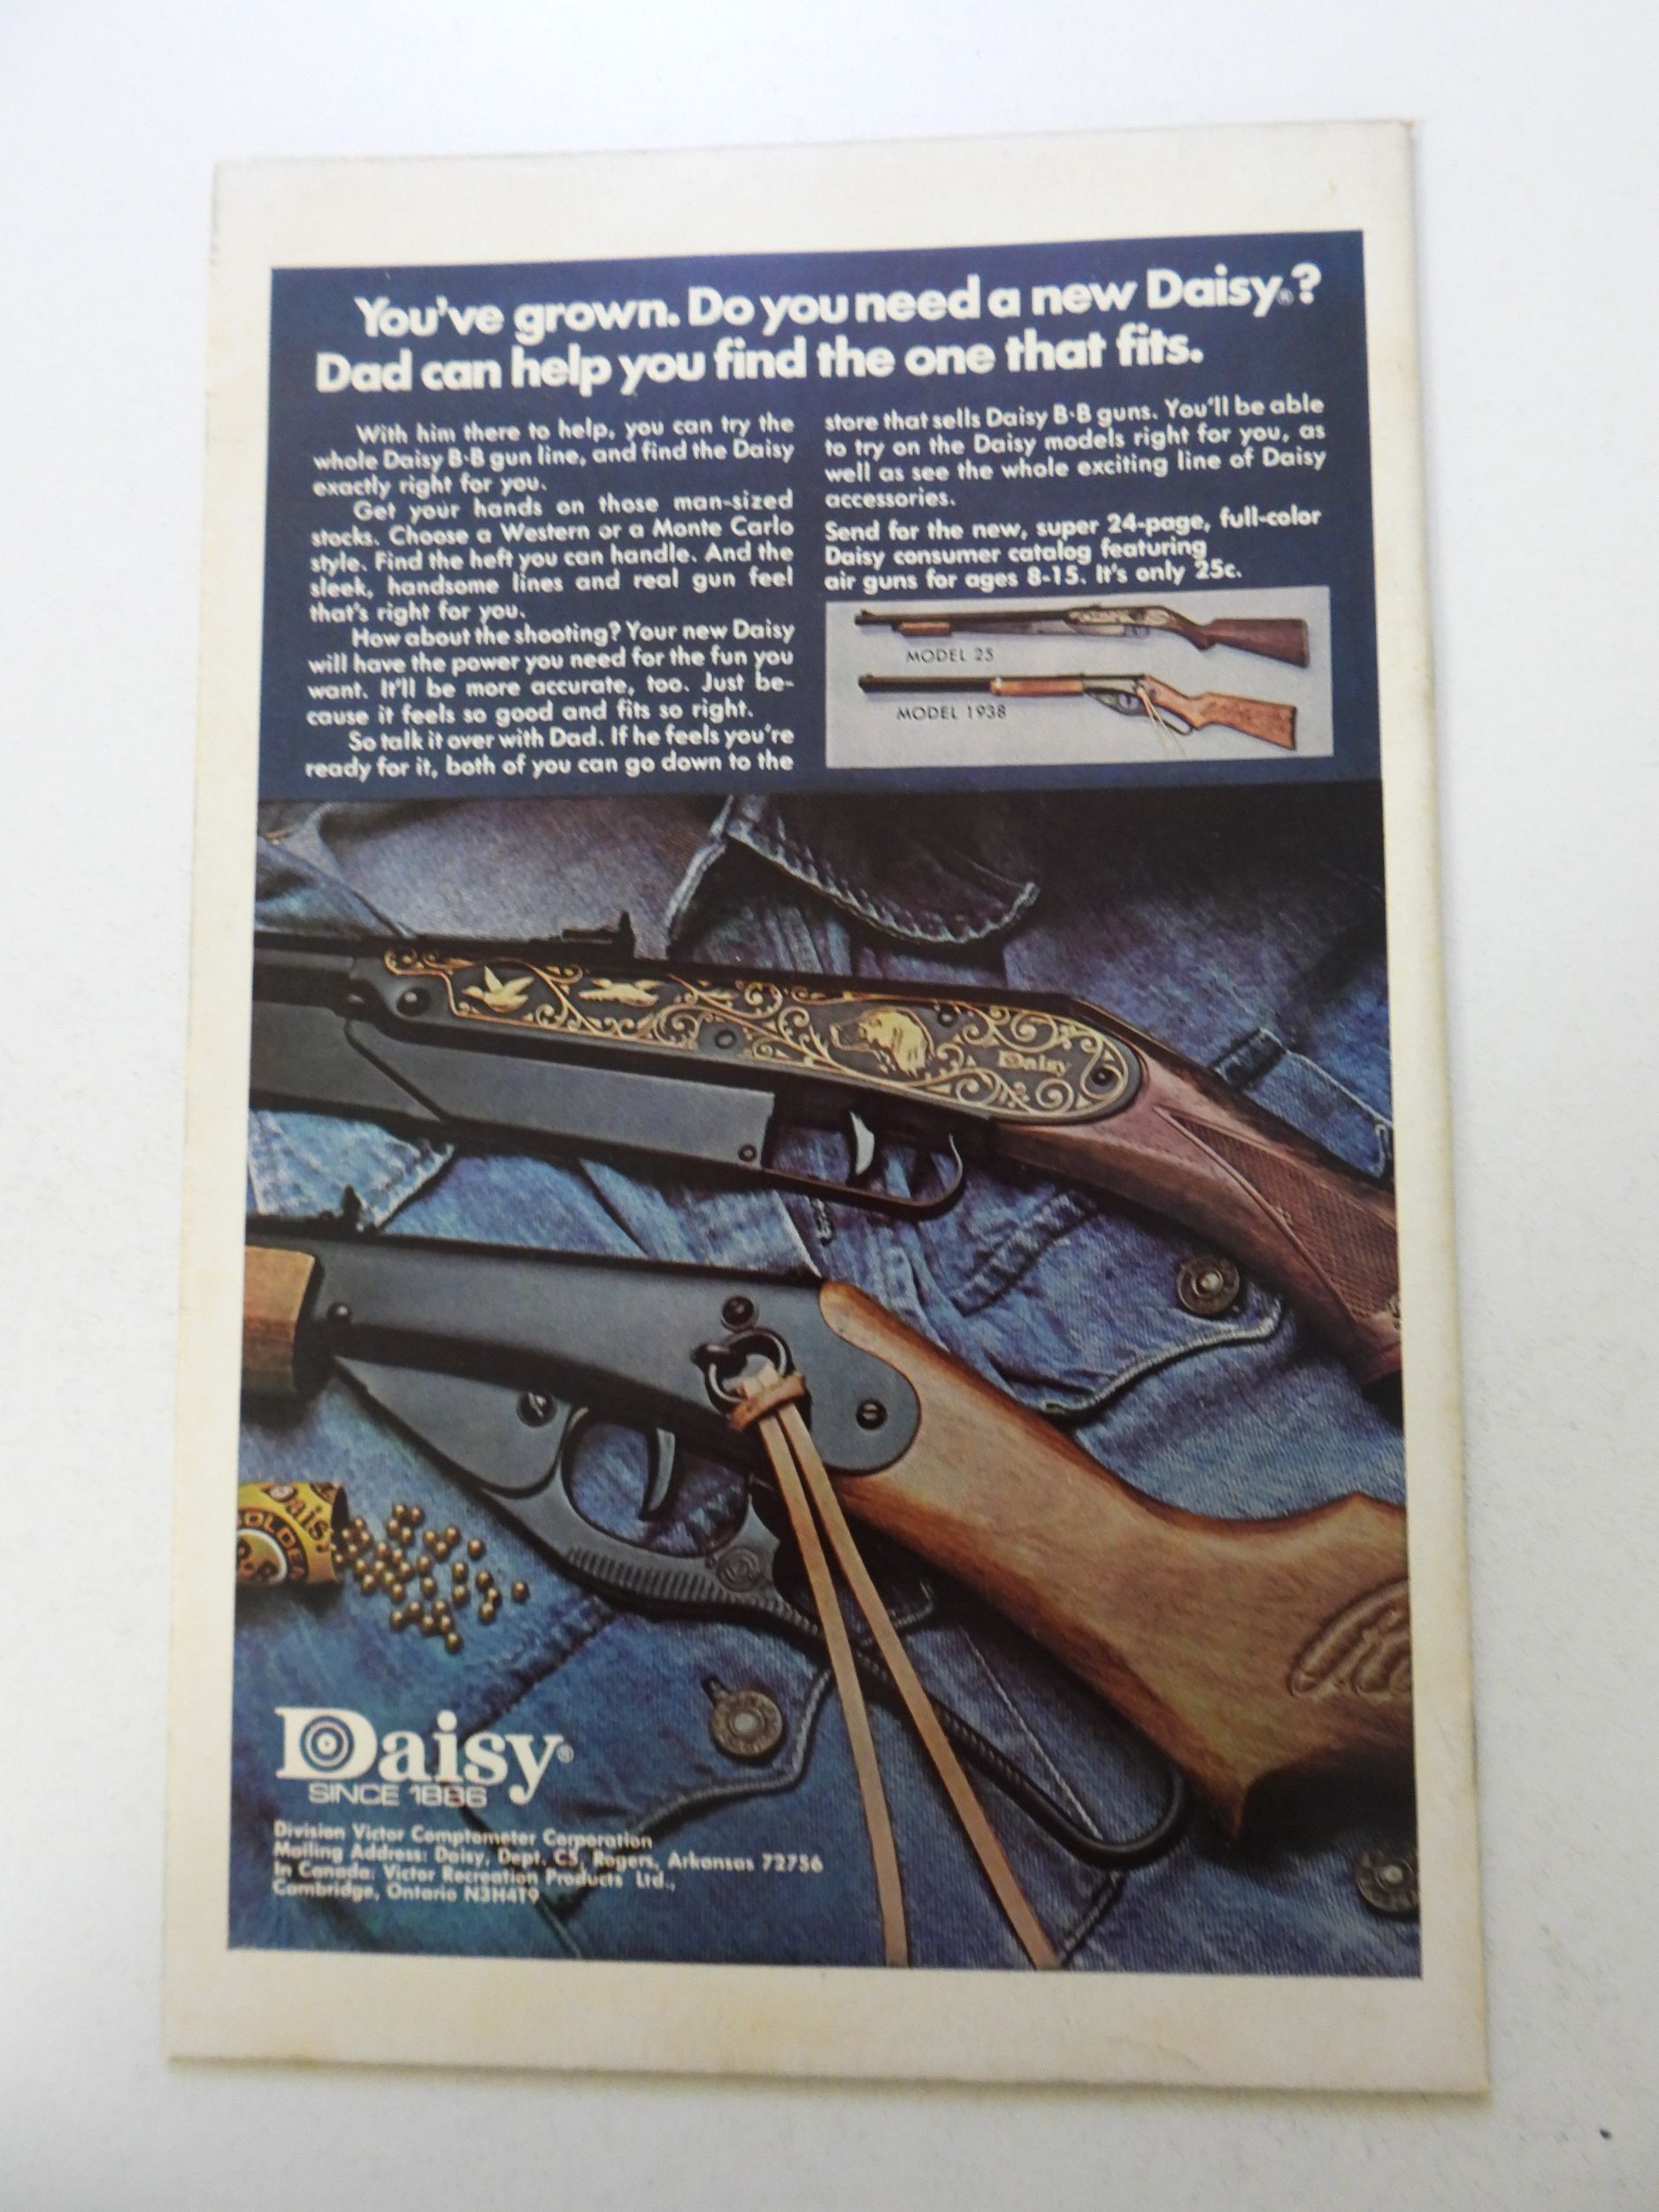 You've grown. Do you need a new Daisy®?
Dad can help you find the one that fits.
With him there to help, you can try the
whole Daisy B·B gun line, and find the Daisy
exactly right for you.
Get your hands on those man-sized
stocks. Choose a Western or a Monte Carlo
style. Find the heft you can handle. And the
sleek, handsome lines and real gun feel
that's right for you.
How about the shooting? Your new Daisy
will have the power you need for the fun you
want. It'll be more accurate, too. Just be-
cause it feels so good and fits so right.
So talk it over with Dad. If he feels you're
ready for it, both of you can go down to the
store that sells Daisy B·B guns. You'll be able
to try on the Daisy models right for you, as
well as see the whole exciting line of Daisy
accessories.
Send for the new, super 24-page, full-color
Daisy consumer catalog featuring
air guns for ages 8-15. It's only 25c.
MODEL 25
MODEL 1938
Daisy
Daisy
Daisy®
SINCE 1886
Division Victor Comptometer Corporation
Mailing Address: Daisy, Dept. C5, Rogers, Arkansas 72756
In Canada: Victor Recreation Products Ltd.,
Cambridge, Ontario N3H4T9